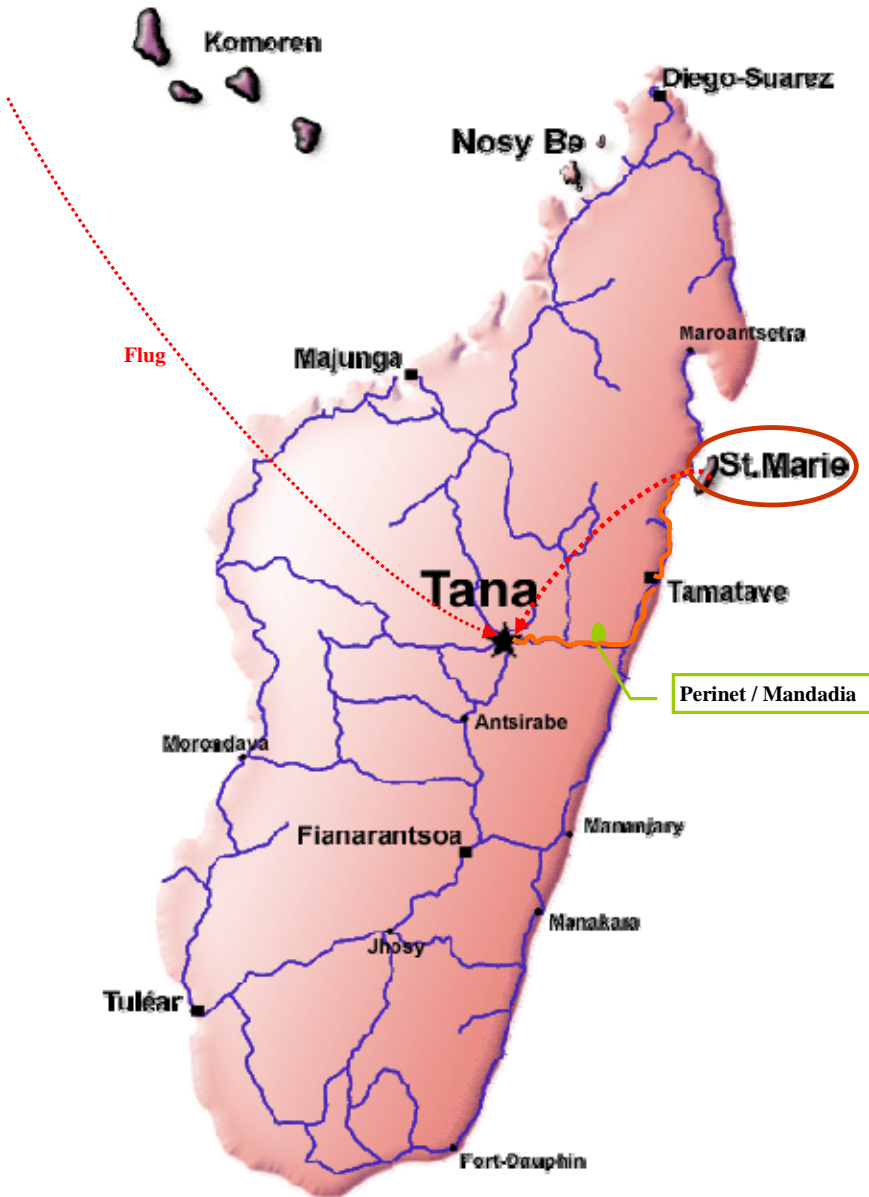 Komoren
Diego-Suarez
Nosy Be
Maroantsetra
Flug
Majunga
St.Marie
Tana
Tamatave
Perinet / Mandadia
Antsirabe
Morondava
Mananjary
Fianarantsoa
Manakara
Jhosy
Tuléar
Fort-Dauphin